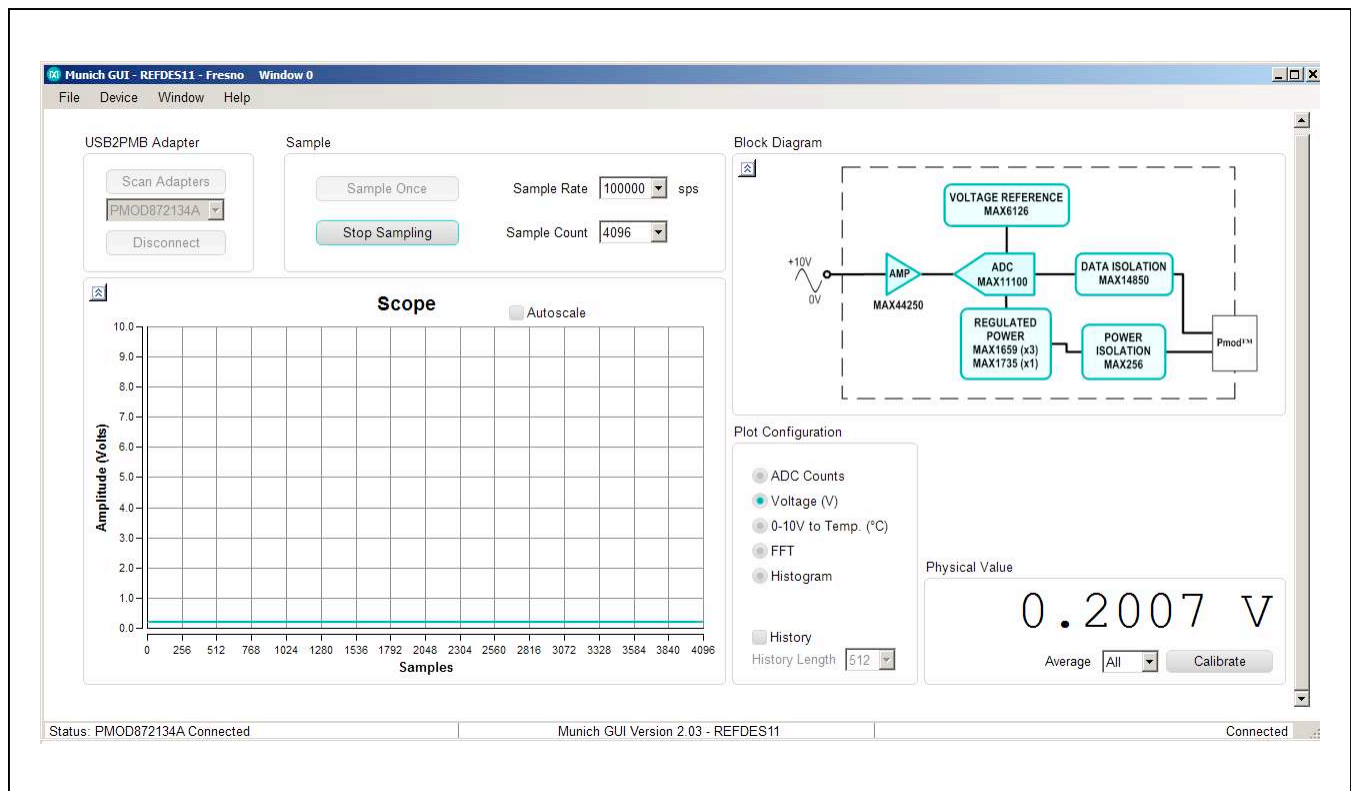 Munich GUI - REFDES11 - Fresno Window 0
File Device Window Help
USB2PMB Adapter
Scan Adapters
PMOD872134A
Disconnect
Sample
Sample Once
Stop Sampling
Sample Rate 100000 sps
Sample Count 4096
Scope
Autoscale
Amplitude (Volts)
10.0
9.0
8.0
7.0
6.0
5.0
4.0
3.0
2.0
1.0
0.0
0 256 512 768 1024 1280 1536 1792 2048 2304 2560 2816 3072 3328 3584 3840 4096
Samples
Block Diagram
VOLTAGE REFERENCE
MAX6126
+10V
0V
AMP
MAX44250
ADC
MAX11100
DATA ISOLATION
MAX14850
REGULATED
POWER
MAX1659 (x3)
MAX1735 (x1)
POWER
ISOLATION
MAX256
Pmod™
Plot Configuration
ADC Counts
Voltage (V)
0-10V to Temp. (°C)
FFT
Histogram
History
History Length 512
Physical Value
0.2007 V
Average All Calibrate
Status: PMOD872134A Connected
Munich GUI Version 2.03 - REFDES11
Connected